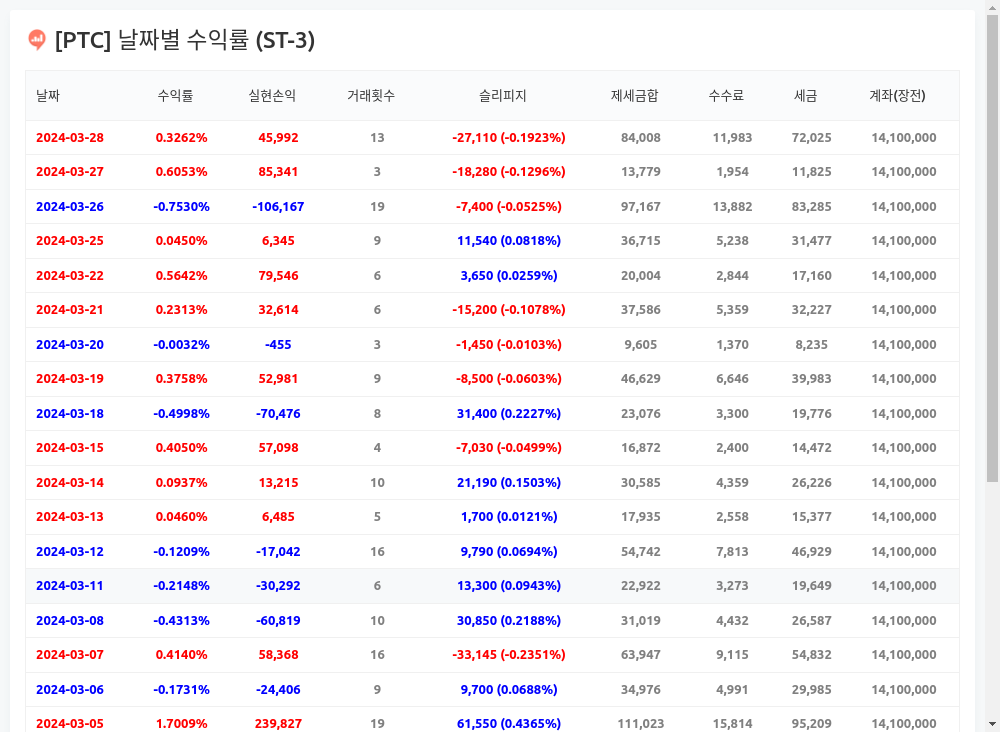 [PTC] 날짜별 수익률 (ST-3)
날짜 수익률 실현손익 거래횟수 슬리피지 제세금합 수수료 세금 계좌(장전)
2024-03-28 0.3262% 45,992 13 -27,110 (-0.1923%) 84,008 11,983 72,025 14,100,000
2024-03-27 0.6053% 85,341 3 -18,280 (-0.1296%) 13,779 1,954 11,825 14,100,000
2024-03-26 -0.7530% -106,167 19 -7,400 (-0.0525%) 97,167 13,882 83,285 14,100,000
2024-03-25 0.0450% 6,345 9 11,540 (0.0818%) 36,715 5,238 31,477 14,100,000
2024-03-22 0.5642% 79,546 6 3,650 (0.0259%) 20,004 2,844 17,160 14,100,000
2024-03-21 0.2313% 32,614 6 -15,200 (-0.1078%) 37,586 5,359 32,227 14,100,000
2024-03-20 -0.0032% -455 3 -1,450 (-0.0103%) 9,605 1,370 8,235 14,100,000
2024-03-19 0.3758% 52,981 9 -8,500 (-0.0603%) 46,629 6,646 39,983 14,100,000
2024-03-18 -0.4998% -70,476 8 31,400 (0.2227%) 23,076 3,300 19,776 14,100,000
2024-03-15 0.4050% 57,098 4 -7,030 (-0.0499%) 16,872 2,400 14,472 14,100,000
2024-03-14 0.0937% 13,215 10 21,190 (0.1503%) 30,585 4,359 26,226 14,100,000
2024-03-13 0.0460% 6,485 5 1,700 (0.0121%) 17,935 2,558 15,377 14,100,000
2024-03-12 -0.1209% -17,042 16 9,790 (0.0694%) 54,742 7,813 46,929 14,100,000
2024-03-11 -0.2148% -30,292 6 13,300 (0.0943%) 22,922 3,273 19,649 14,100,000
2024-03-08 -0.4313% -60,819 10 30,850 (0.2188%) 31,019 4,432 26,587 14,100,000
2024-03-07 0.4140% 58,368 16 -33,145 (-0.2351%) 63,947 9,115 54,832 14,100,000
2024-03-06 -0.1731% -24,406 9 9,700 (0.0688%) 34,976 4,991 29,985 14,100,000
2024-03-05 1.7009% 239,827 19 61,550 (0.4365%) 111,023 15,814 95,209 14,100,000